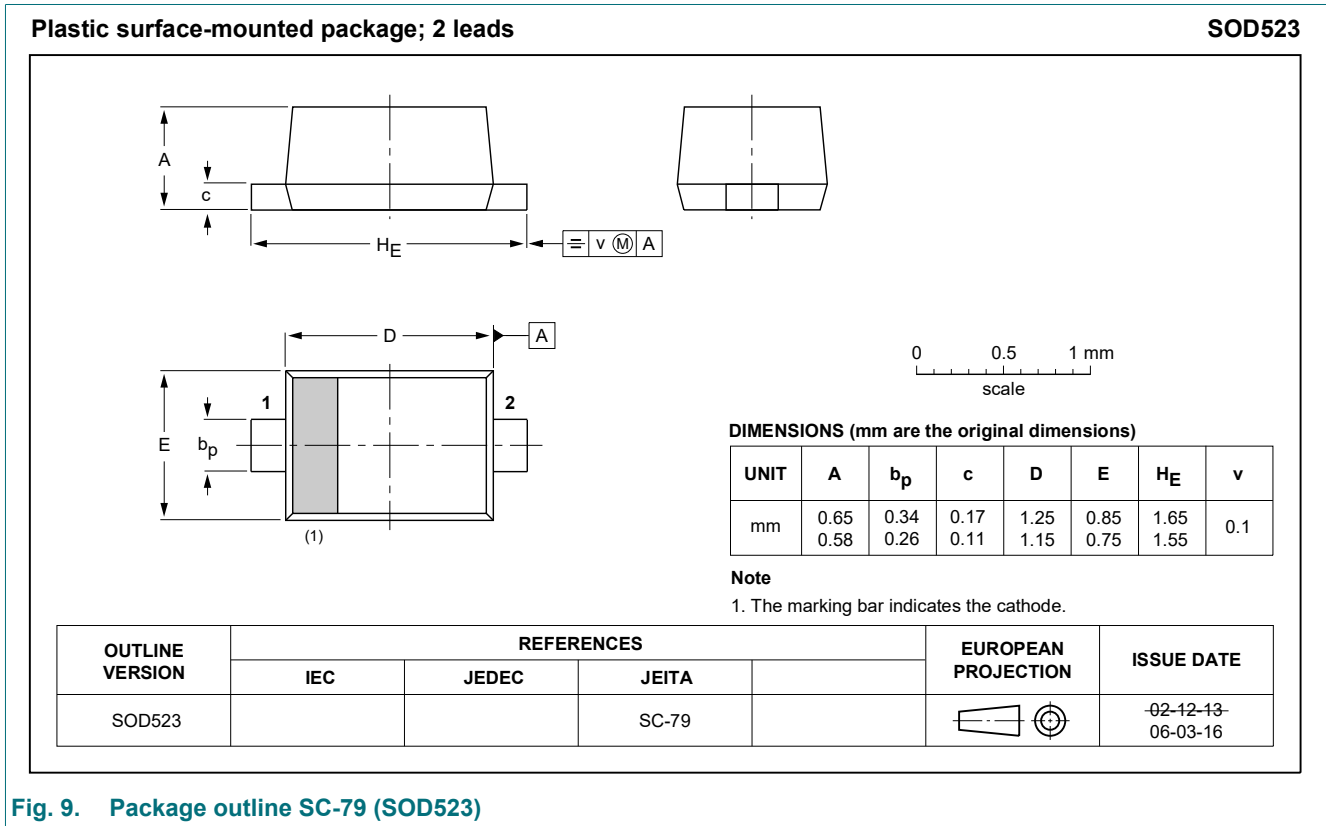 Plastic surface-mounted package; 2 leads SOD523
A
c
HE
v M A
D A
E bp
1 2
(1)
0 0.5 1 mm
scale
DIMENSIONS (mm are the original dimensions)
UNIT A bp c D E HE v
mm 0.65 0.34 0.17 1.25 0.85 1.65 0.1
0.58 0.26 0.11 1.15 0.75 1.55
Note
1. The marking bar indicates the cathode.
OUTLINE VERSION REFERENCES EUROPEAN PROJECTION ISSUE DATE
IEC JEDEC JEITA
SOD523 SC-79 02-12-13
06-03-16
Fig. 9. Package outline SC-79 (SOD523)